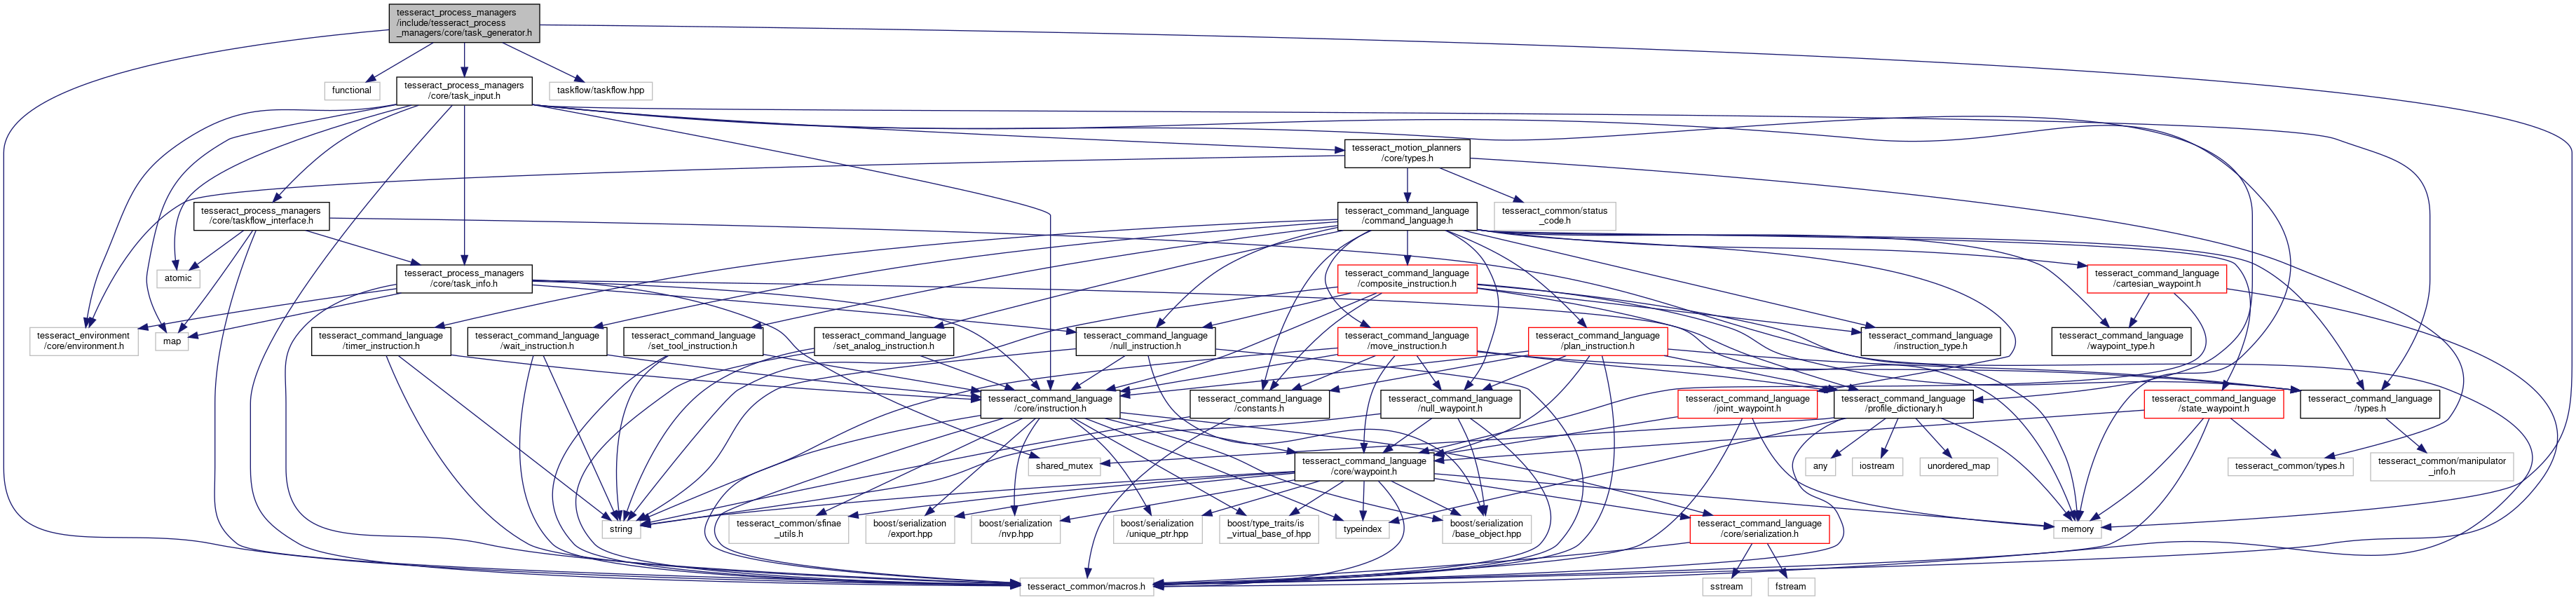 tesseract_process_managers
/include/tesseract_process
_managers/core/task_generator.h
functional
tesseract_process_managers
/core/task_input.h
taskflow/taskflow.hpp
tesseract_motion_planners
/core/types.h
tesseract_process_managers
/core/taskflow_interface.h
tesseract_command_language
/command_language.h
tesseract_common/status
_code.h
atomic
tesseract_process_managers
/core/task_info.h
tesseract_command_language
/composite_instruction.h
tesseract_command_language
/cartesian_waypoint.h
tesseract_environment
/core/environment.h
map
tesseract_command_language
/timer_instruction.h
tesseract_command_language
/wait_instruction.h
tesseract_command_language
/set_tool_instruction.h
tesseract_command_language
/set_analog_instruction.h
tesseract_command_language
/null_instruction.h
tesseract_command_language
/move_instruction.h
tesseract_command_language
/plan_instruction.h
tesseract_command_language
/instruction_type.h
tesseract_command_language
/waypoint_type.h
tesseract_command_language
/core/instruction.h
tesseract_command_language
/constants.h
tesseract_command_language
/null_waypoint.h
tesseract_command_language
/joint_waypoint.h
tesseract_command_language
/profile_dictionary.h
tesseract_command_language
/state_waypoint.h
tesseract_command_language
/types.h
shared_mutex
tesseract_command_language
/core/waypoint.h
any
iostream
unordered_map
tesseract_common/types.h
tesseract_common/manipulator
_info.h
string
tesseract_common/sfinae
_utils.h
boost/serialization
/export.hpp
boost/serialization
/nvp.hpp
boost/serialization
/unique_ptr.hpp
boost/type_traits/is
_virtual_base_of.hpp
typeindex
boost/serialization
/base_object.hpp
tesseract_command_language
/core/serialization.h
memory
tesseract_common/macros.h
sstream
fstream